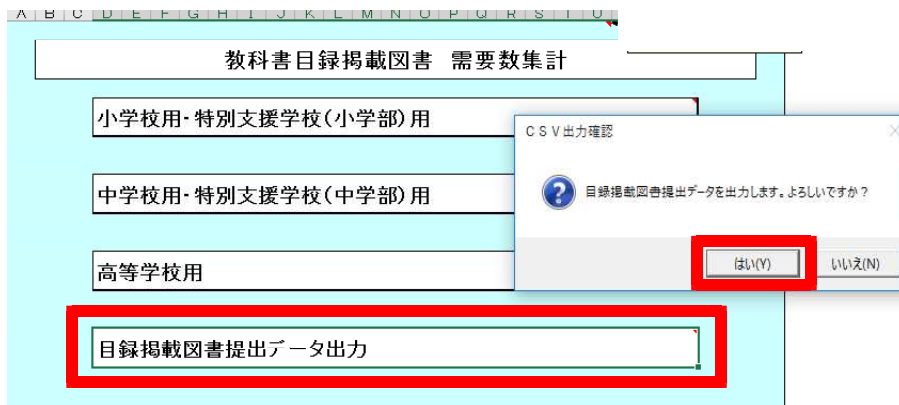 A B C D E F G H I J K L M N O P Q R S T U
教科書目録掲載図書 需要数集計
小学校用・特別支援学校(小学部)用
CSV出力確認
目録掲載図書提出データを出力します。よろしいですか?
中学校用・特別支援学校(中学部)用
はい(Y) いいえ(N)
高等学校用
目録掲載図書提出データ出力